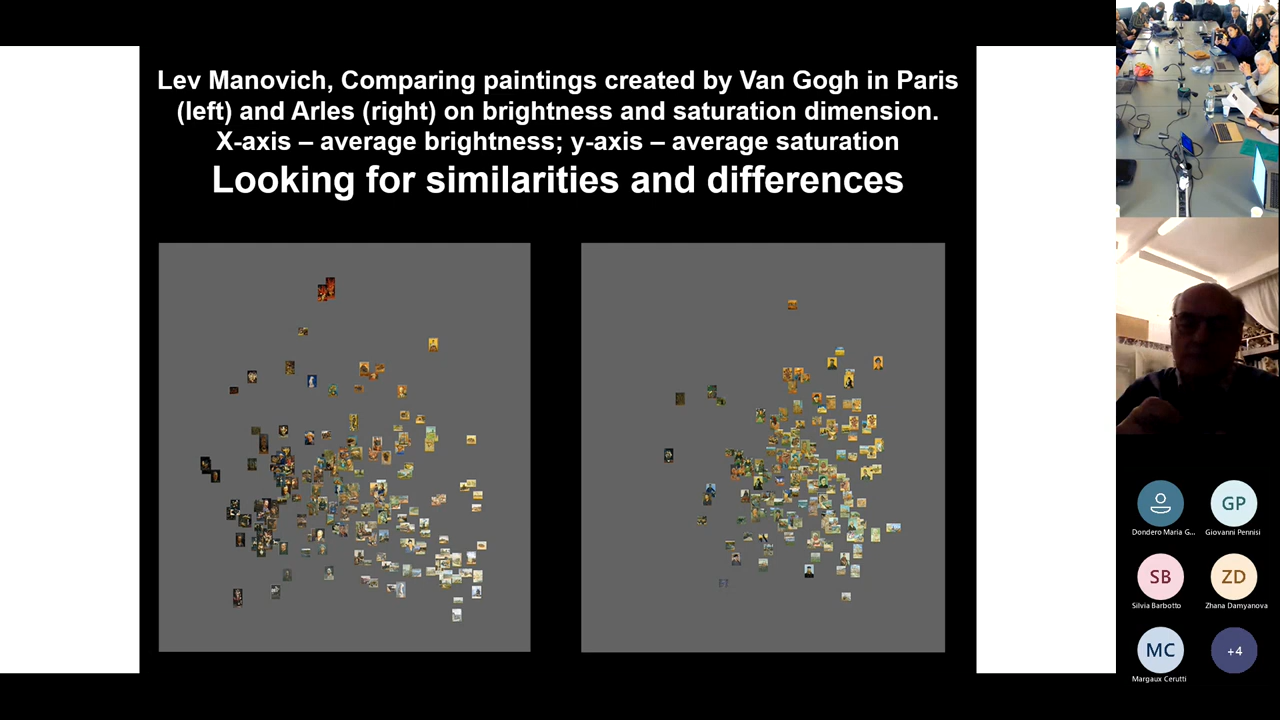 Lev Manovich, Comparing paintings created by Van Gogh in Paris
(left) and Arles (right) on brightness and saturation dimension.
X-axis – average brightness; y-axis – average saturation
Looking for similarities and differences
GP
Dondero Maria G...
Giovanni Pennisi
SB
ZD
Silvia Barbotto
Zhana Damyanova
MC
+4
Margaux Cerutti